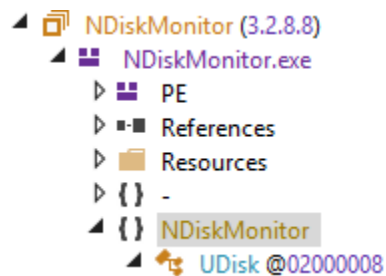 NDiskMonitor (3.2.8.8)
NDiskMonitor.exe
PE
References
Resources
{ } -
{ } NDiskMonitor
UDisk @02000008